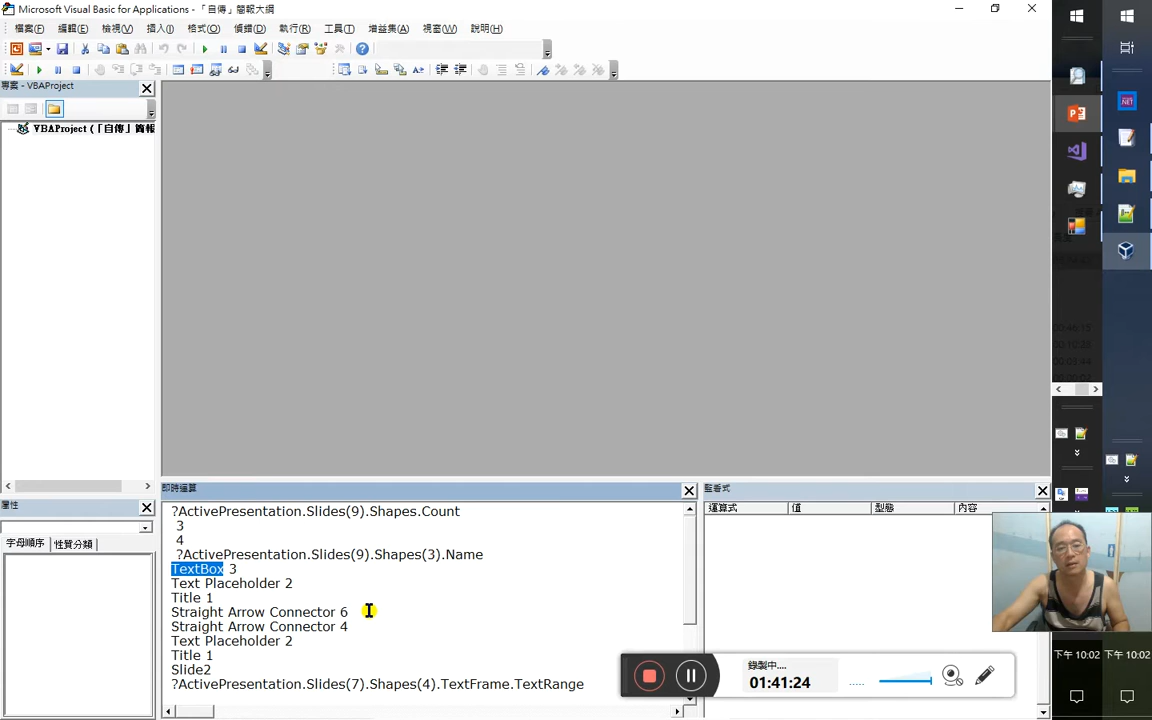 Microsoft Visual Basic for Applications - 「自傳」簡報大綱
檔案(F) 編輯(E) 檢視(V) 插入(I) 格式(O) 偵錯(D) 執行(R) 工具(T) 增益集(A) 視窗(W) 說明(H)
專案 - VBAProject
VBAProject (「自傳」簡報
屬性
字母順序 性質分類
即時運算
?ActivePresentation.Slides(9).Shapes.Count
3
4
?ActivePresentation.Slides(9).Shapes(3).Name
TextBox 3
Text Placeholder 2
Title 1
Straight Arrow Connector 6
Straight Arrow Connector 4
Text Placeholder 2
Title 1
Slide2
?ActivePresentation.Slides(7).Shapes(4).TextFrame.TextRange
監看式
運算式 值 型態 內容
錄製中....
01:41:24
.NET
下午 10:02 下午 10:02